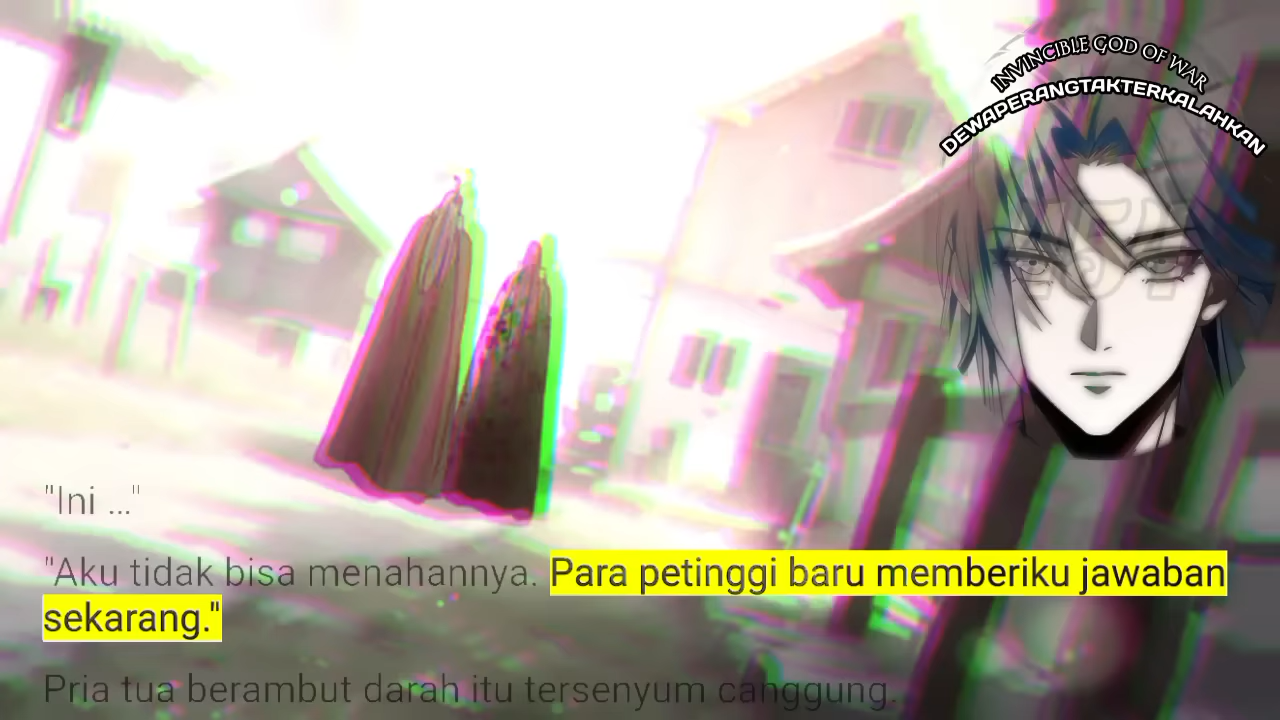 INVINCIBLE GOD OF WAR
DEWAPERANGTAKTERKALAHKAN
"Ini ..."
"Aku tidak bisa menahannya. Para petinggi baru memberiku jawaban
sekarang."
Pria tua berambut darah itu tersenyum canggung.